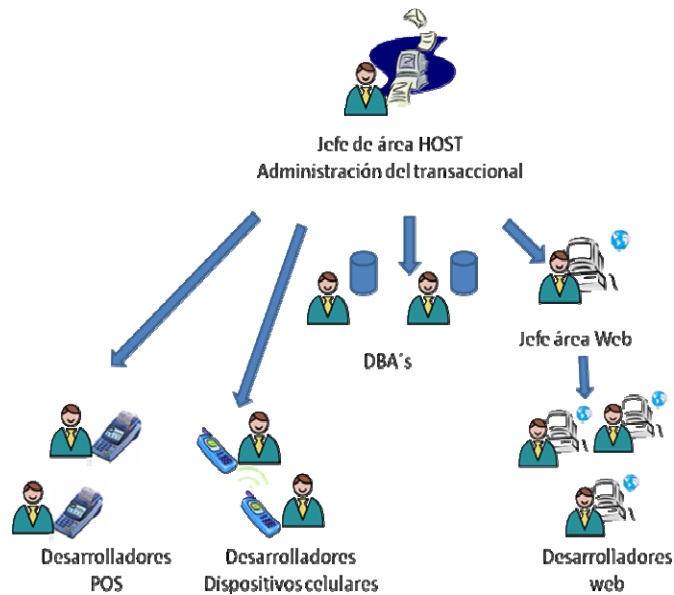 Jefe de área HOST
Administración del transaccional
DBA´s
Jefe área Web
Desarrolladores
POS
Desarrolladores
Dispositivos celulares
Desarrolladores
web